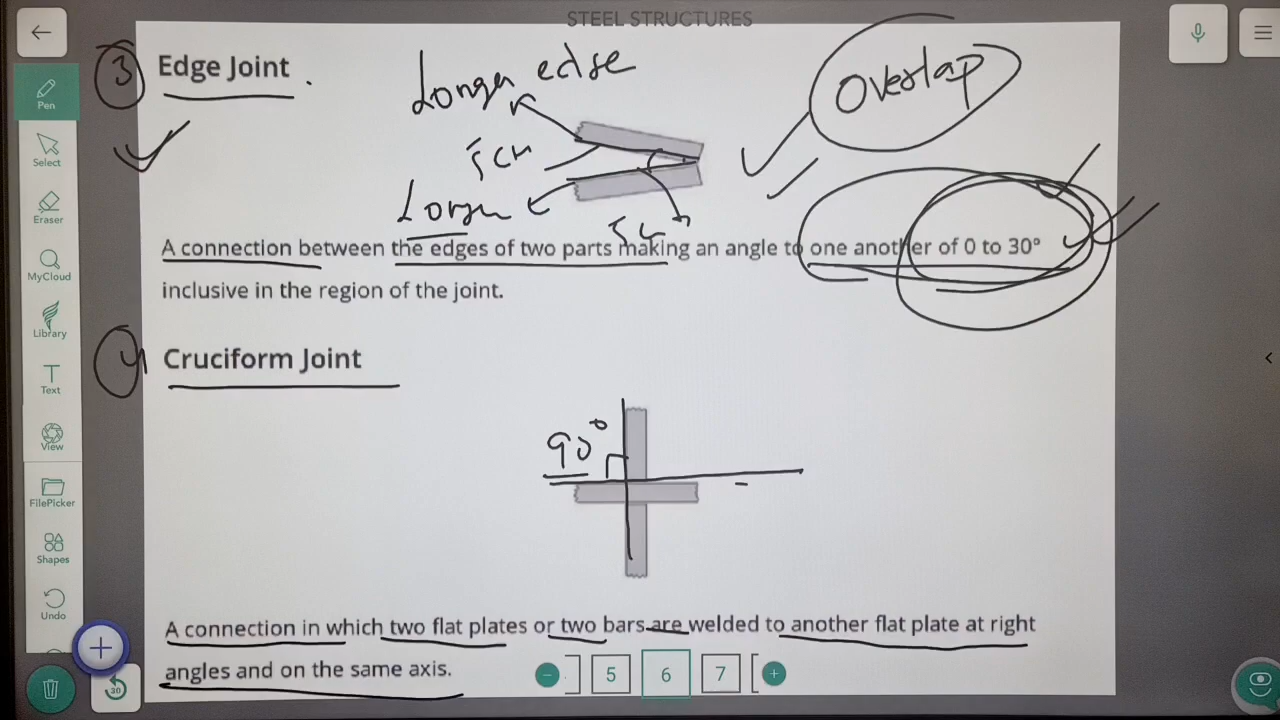 STEEL STRUCTURES
3
Edge Joint
Longer edge
Overlap
5cm
Longer
A connection between the edges of two parts making an angle to one another of 0 to 30°
inclusive in the region of the joint.
4
Cruciform Joint
90°
A connection in which two flat plates or two bars are welded to another flat plate at right
angles and on the same axis.
5 6 7
Pen
Select
Eraser
MyCloud
Library
Text
View
FilePicker
Shapes
Undo
30